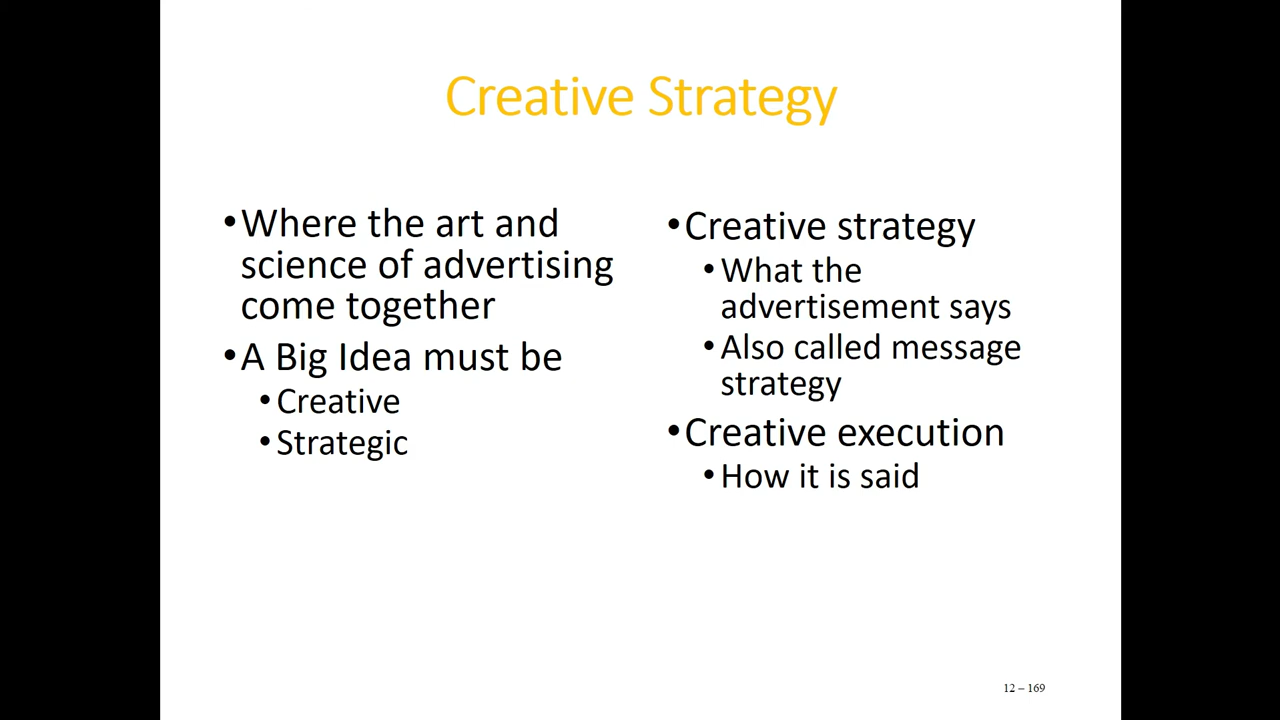 Creative Strategy
•Where the art and
science of advertising
come together
•A Big Idea must be
•Creative
•Strategic
•Creative strategy
•What the
advertisement says
•Also called message
strategy
•Creative execution
•How it is said
12 – 169